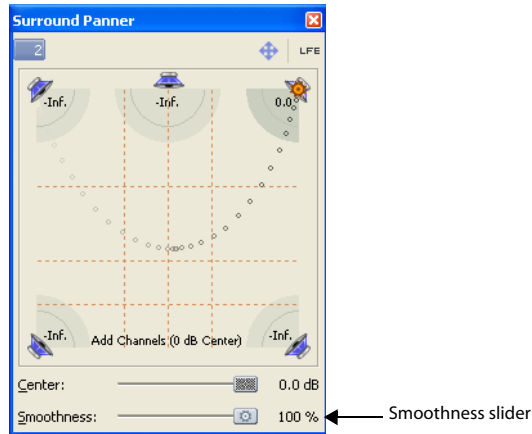 Surround Panner
2
LFE
-Inf. -Inf. 0.0
-Inf. Add Channels (0 dB Center) -Inf.
Center: 0.0 dB
Smoothness: 100 % Smoothness slider